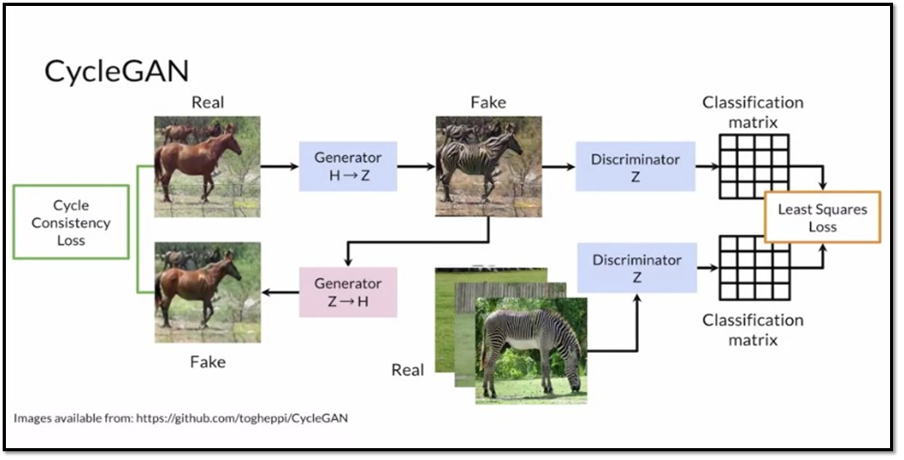 CycleGAN
Real
Fake
Classification
matrix
Generator
H → Z
Discriminator
Z
Cycle
Consistency
Loss
Least Squares
Loss
Generator
Z → H
Discriminator
Z
Fake
Real
Classification
matrix
Images available from: https://github.com/togheppi/CycleGAN